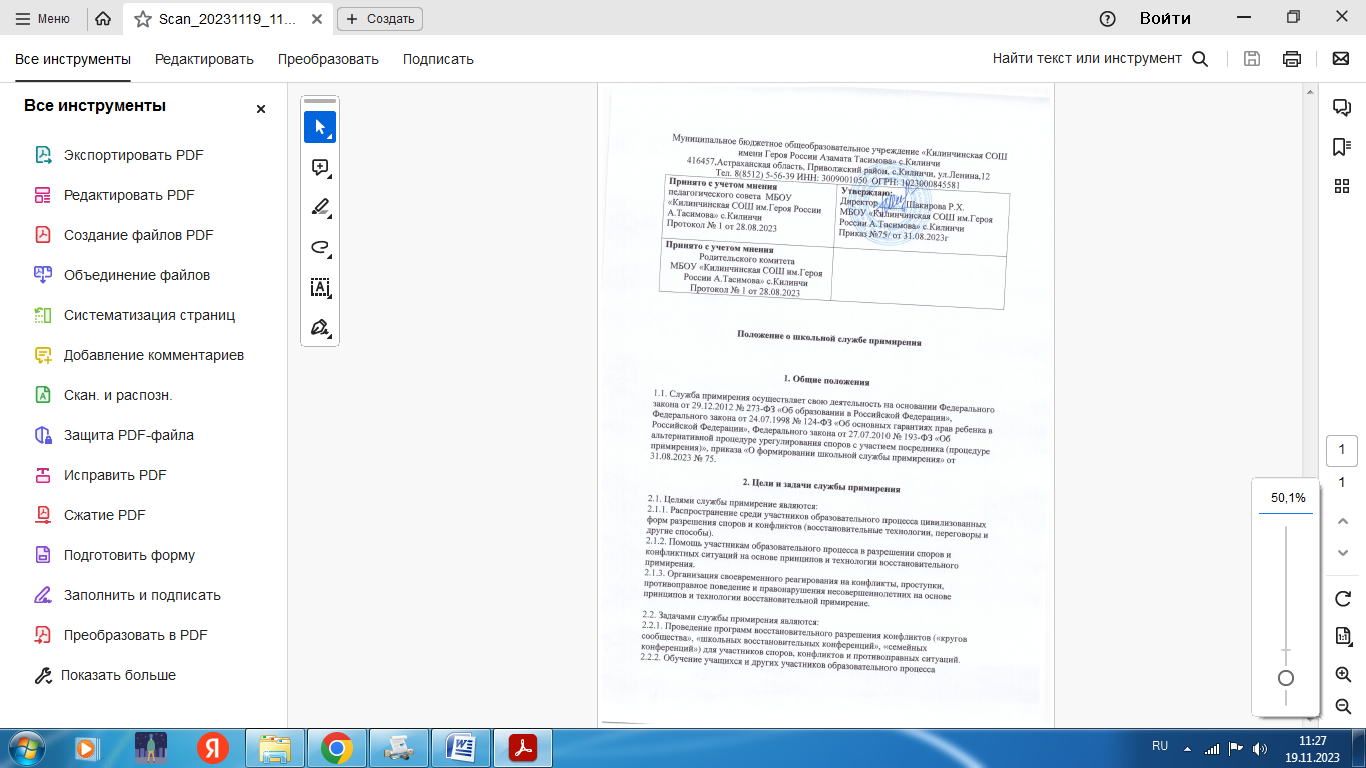 Меню
Scan_20231119_11...
Создать
Войти
Все инструменты
Редактировать
Преобразовать
Подписать
Найти текст или инструмент
Все инструменты
Экспортировать PDF
Редактировать PDF
Создание файлов PDF
Объединение файлов
Систематизация страниц
Добавление комментариев
Скан. и распозн.
Защита PDF-файла
Исправить PDF
Сжатие PDF
Подготовить форму
Заполнить и подписать
Преобразовать в PDF
Показать больше
Муниципальное бюджетное общеобразовательное учреждение «Килинчинская СОШ
имени Героя России Азамата Тасимова» с.Килинчи
416457,Астраханская область, Приволжский район, с.Килинчи, ул.Ленина,12
Тел. 8(8512) 5-56-39 ИНН: 3009001050 ОГРН: 1023000845581
Принято с учетом мнения
педагогического совета МБОУ
«Килинчинская СОШ им.Героя России
А.Тасимова» с.Килинчи
Протокол № 1 от 28.08.2023
Утверждаю:
Директор Шакирова Р.Х.
МБОУ «Килинчинская СОШ им.Героя
России А.Тасимова» с.Килинчи
Приказ №75/ от 31.08.2023г
Принято с учетом мнения
Родительского комитета
МБОУ «Килинчинская СОШ им.Героя
России А.Тасимова» с.Килинчи
Протокол № 1 от 28.08.2023
Положение о школьной службе примирения
1. Общие положения
1.1. Служба примирения осуществляет свою деятельность на основании Федерального
закона от 29.12.2012 № 273-ФЗ «Об образовании в Российской Федерации»,
Федерального закона от 24.07.1998 № 124-ФЗ «Об основных гарантиях прав ребенка в
Российской Федерации», Федерального закона от 27.07.2010 № 193-ФЗ «Об
альтернативной процедуре урегулирования споров с участием посредника (процедуре
примирения)», приказа «О формировании школьной службы примирения» от
31.08.2023 № 75.
2. Цели и задачи службы примирения
2.1. Целями службы примирение являются:
2.1.1. Распространение среди участников образовательного процесса цивилизованных
форм разрешения споров и конфликтов (восстановительные технологии, переговоры и
другие способы).
2.1.2. Помощь участникам образовательного процесса в разрешении споров и
конфликтных ситуаций на основе принципов и технологии восстановительного
примирения.
2.1.3. Организация своевременного реагирования на конфликты, проступки,
противоправное поведение и правонарушения несовершеннолетних на основе
принципов и технологии восстановительной примирение.
2.2. Задачами службы примирения являются:
2.2.1. Проведение программ восстановительного разрешения конфликтов («кругов
сообщества», «школьных восстановительных конференций», «семейных
конференций») для участников споров, конфликтов и противоправных ситуаций.
2.2.2. Обучение учащихся и других участников образовательного процесса
1
1
50,1%
RU
11:27
19.11.2023